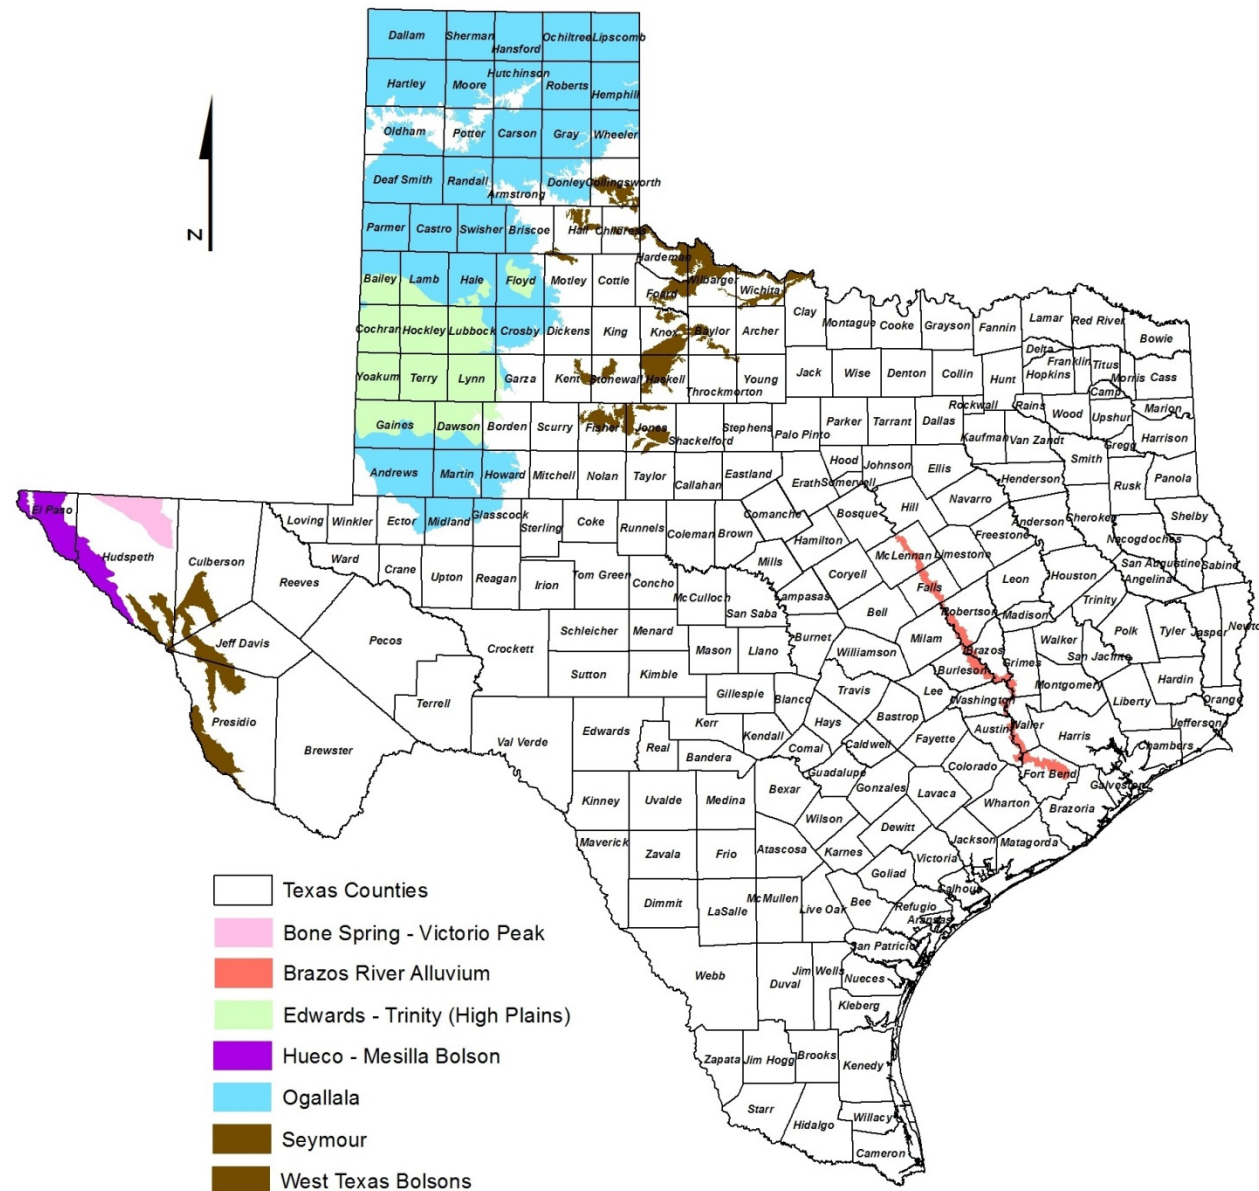 Dallam Sherman Hansford Ochiltree Lipscomb
Hartley Moore Hutchinson Roberts Hemphill
Oldham Potter Carson Gray Wheeler
Deaf Smith Randall Armstrong Donley Collingsworth
Parmer Castro Swisher Briscoe Hall Childress
N
Hardeman
Bailey Lamb Hale Floyd Motley Cottle Foard Wilbarger Wichita
Cochran Hockley Lubbock Crosby Dickens King Knox Baylor Archer Clay Montague Cooke Grayson Fannin Lamar Red River Bowie
Yoakum Terry Lynn Garza Kent Stonewall Haskell Throckmorton Young Jack Wise Denton Collin Hunt Delta Hopkins Franklin Titus Morris Cass
Camp
Gaines Dawson Borden Scurry Fisher Jones Shackelford Stephens Palo Pinto Parker Tarrant Dallas Rockwall Kaufman Rains Van Zandt Wood Upshur Marion
Gregg Harrison
Andrews Martin Howard Mitchell Nolan Taylor Callahan Eastland Erath Hood Somervell Johnson Ellis Henderson Smith Rusk Panola
El Paso Hudspeth Culberson Loving Winkler Ector Midland Glasscock Sterling Coke Runnels Coleman Brown Comanche Bosque Hill Navarro Anderson Cherokee Shelby
Reeves Ward Crane Upton Reagan Irion Tom Green Concho McCulloch Mills Hamilton McLennan Limestone Freestone Nacogdoches
San Augustine Sabine
Jeff Davis Pecos Crockett Schleicher Menard San Saba Lampasas Coryell Falls Leon Houston Angelina
Bell Robertson Madison Trinity
Mason Llano Burnet Milam Brazos Walker Polk Tyler Jasper Newto
Sutton Kimble Williamson Burleson Grimes San Jacinto
Presidio Brewster Terrell Gillespie Blanco Travis Lee Washington Montgomery Liberty Hardin Orange
Val Verde Edwards Real Kerr Kendall Hays Bastrop Austin Waller Harris Jefferson
Bandera Comal Caldwell Fayette Chambers
Kinney Uvalde Medina Bexar Guadalupe Gonzales Colorado Fort Bend Galveston
Lavaca Wharton Brazoria
Maverick Zavala Frio Atascosa Wilson Karnes Dewitt Jackson Matagorda
Victoria
Goliad
Dimmit LaSalle McMullen Live Oak Bee Refugio Calhoun
Aransas
San Patricio
Webb Duval Jim Wells Nueces
Kleberg
Zapata Jim Hogg Brooks Kenedy
Starr Hidalgo Willacy
Cameron
Texas Counties
Bone Spring - Victorio Peak
Brazos River Alluvium
Edwards - Trinity (High Plains)
Hueco - Mesilla Bolson
Ogallala
Seymour
West Texas Bolsons